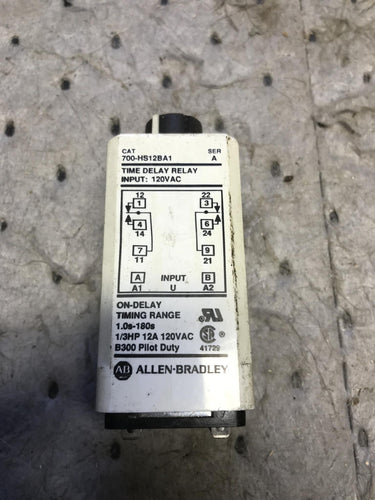 CAT SER
700-HS12BA1 A
TIME DELAY RELAY
INPUT: 120VAC
12 22
1 3
4 6
14 24
7 9
11 21
A INPUT B
A1 U A2
ON-DELAY
TIMING RANGE
1.0s-180s
1/3HP 12A 120VAC
B300 Pilot Duty 41729
AB ALLEN-BRADLEY